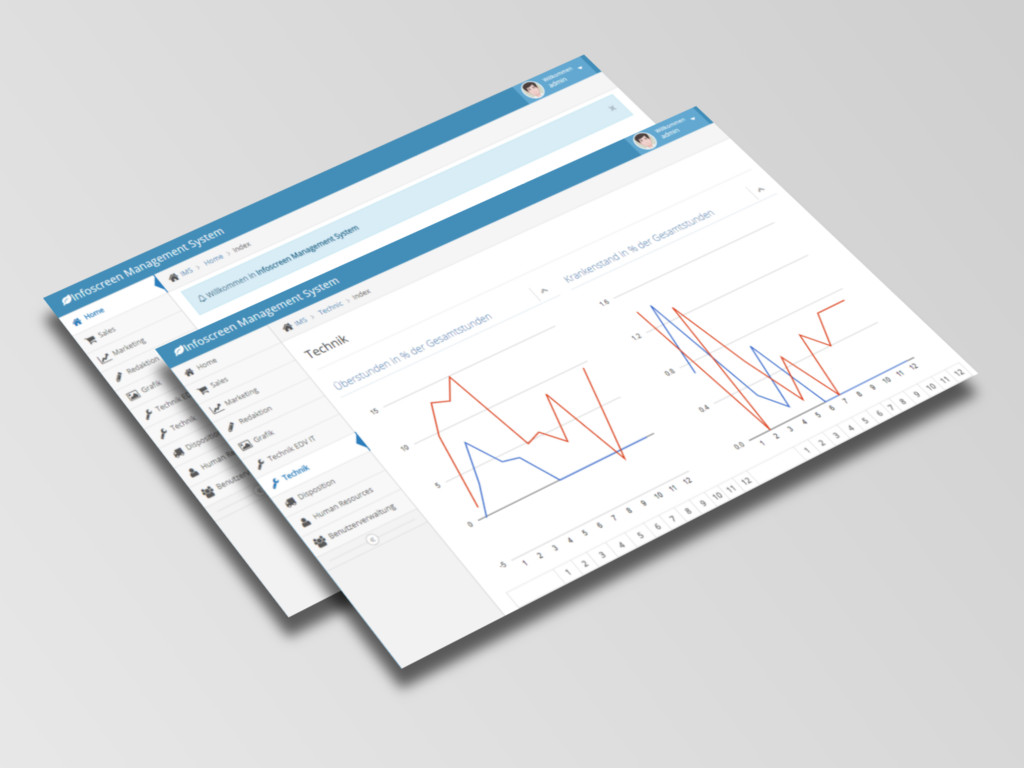 Infoscreen Management System
Willkommen
admin
IMS > Home > Index
Willkommen in Infoscreen Management System
×
Home
Sales
Marketing
Redaktion
Grafik
Technik
Technik
Benutzer
Infoscreen Management System
Willkommen
admin
IMS > Technic > Index
Home
Sales
Marketing
Redaktion
Grafik
Technik EDV IT
Technik
Disposition
Human Resources
Benutzerverwaltung
Technik
Überstunden in % der Gesamtstunden
15
10
5
0
-5
1 2 3 4 5 6 7 8 9 10 11 12
1 2 3 4 5 6 7 8 9 10 11 12
Krankenstand in % der Gesamtstunden
1.6
1.2
0.8
0.4
0.0
1 2 3 4 5 6 7 8 9 10 11 12
1 2 3 4 5 6 7 8 9 10 11 12